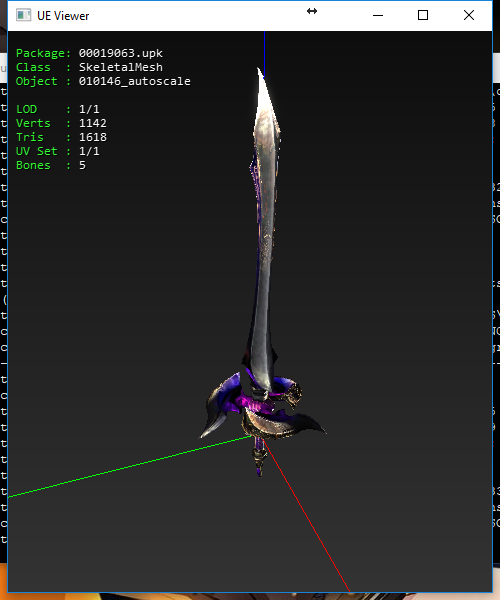 UE Viewer
Package: 00019063.upk
Class  : SkeletalMesh
Object : 010146_autoscale
LOD    : 1/1
Verts  : 1142
Tris   : 1618
UV Set : 1/1
Bones  : 5